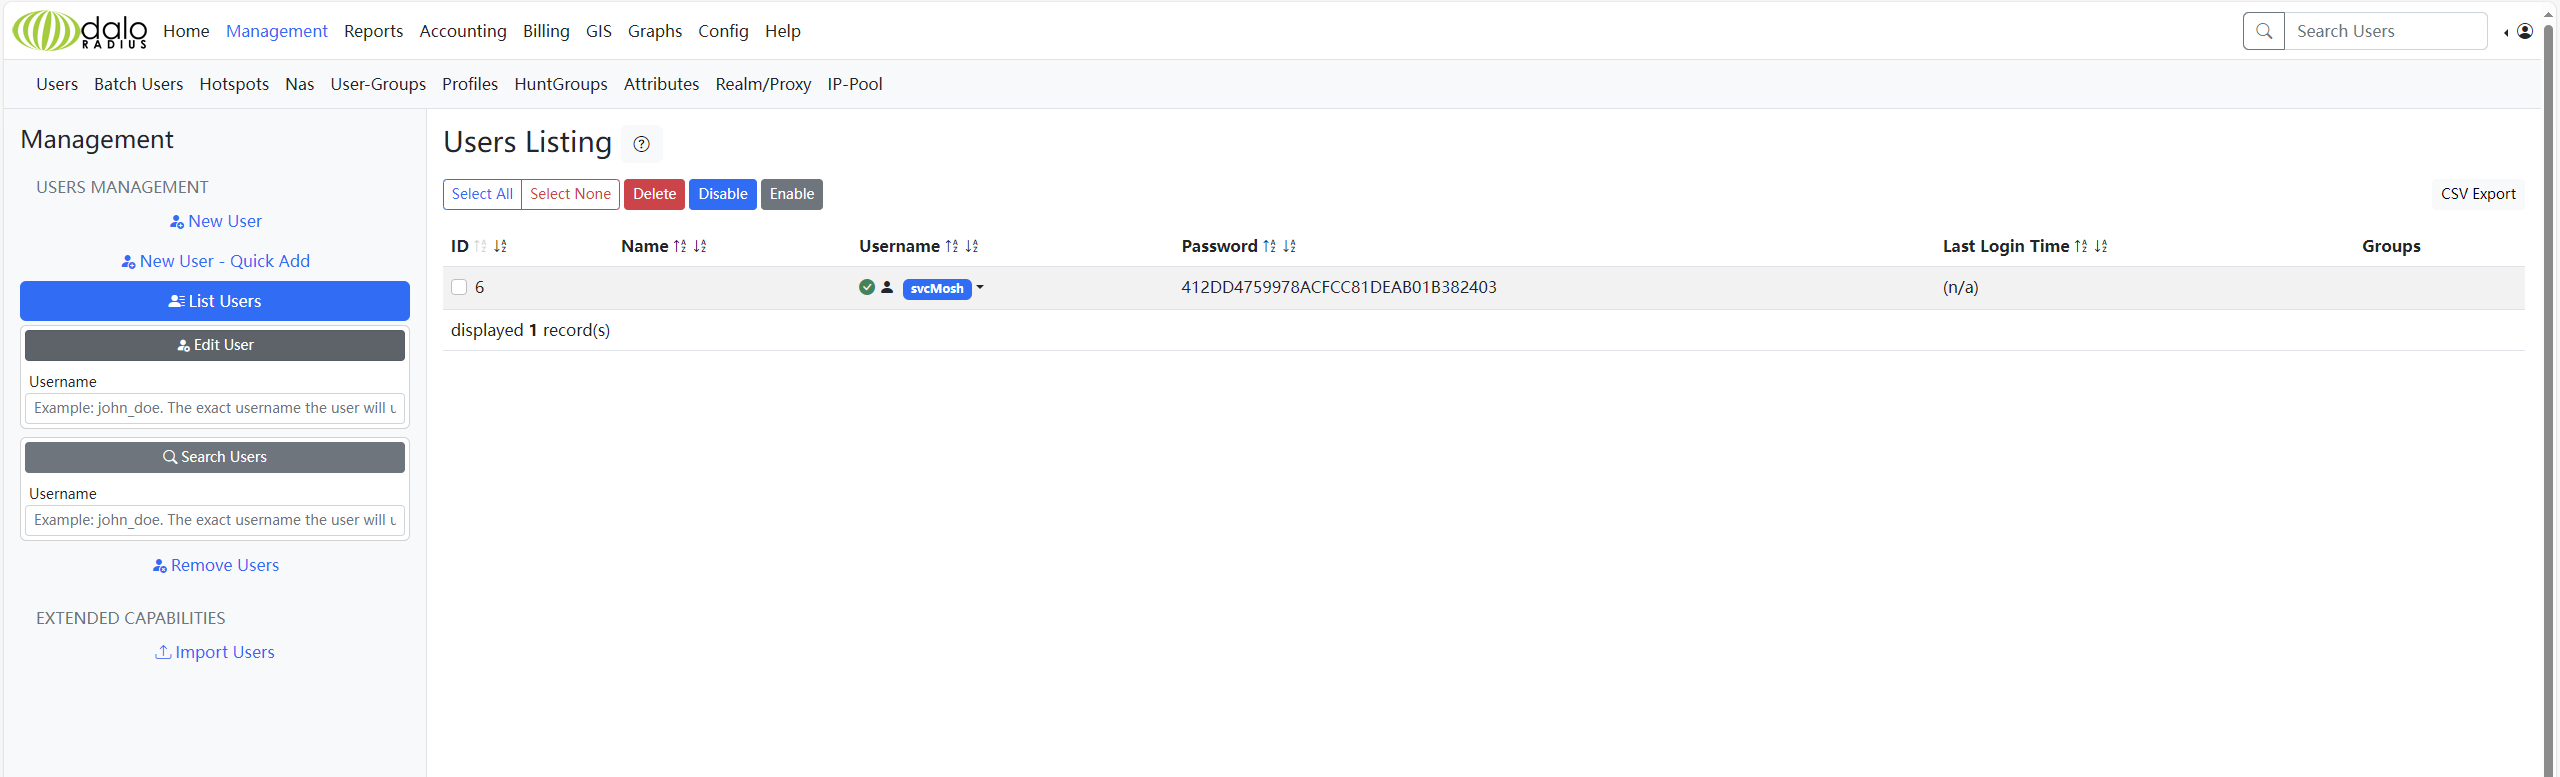 dalo RADIUS Home Management Reports Accounting Billing GIS Graphs Config Help Search Users
Users Batch Users Hotspots Nas User-Groups Profiles HuntGroups Attributes Realm/Proxy IP-Pool
Management
USERS MANAGEMENT
New User
New User - Quick Add
List Users
Edit User
Username
Example: john_doe. The exact username the user will u
Search Users
Username
Example: john_doe. The exact username the user will u
Remove Users
EXTENDED CAPABILITIES
Import Users
Users Listing
Select All Select None Delete Disable Enable CSV Export
ID Name Username Password Last Login Time Groups
6 svcMosh 412DD4759978ACFCC81DEAB01B382403 (n/a)
displayed 1 record(s)